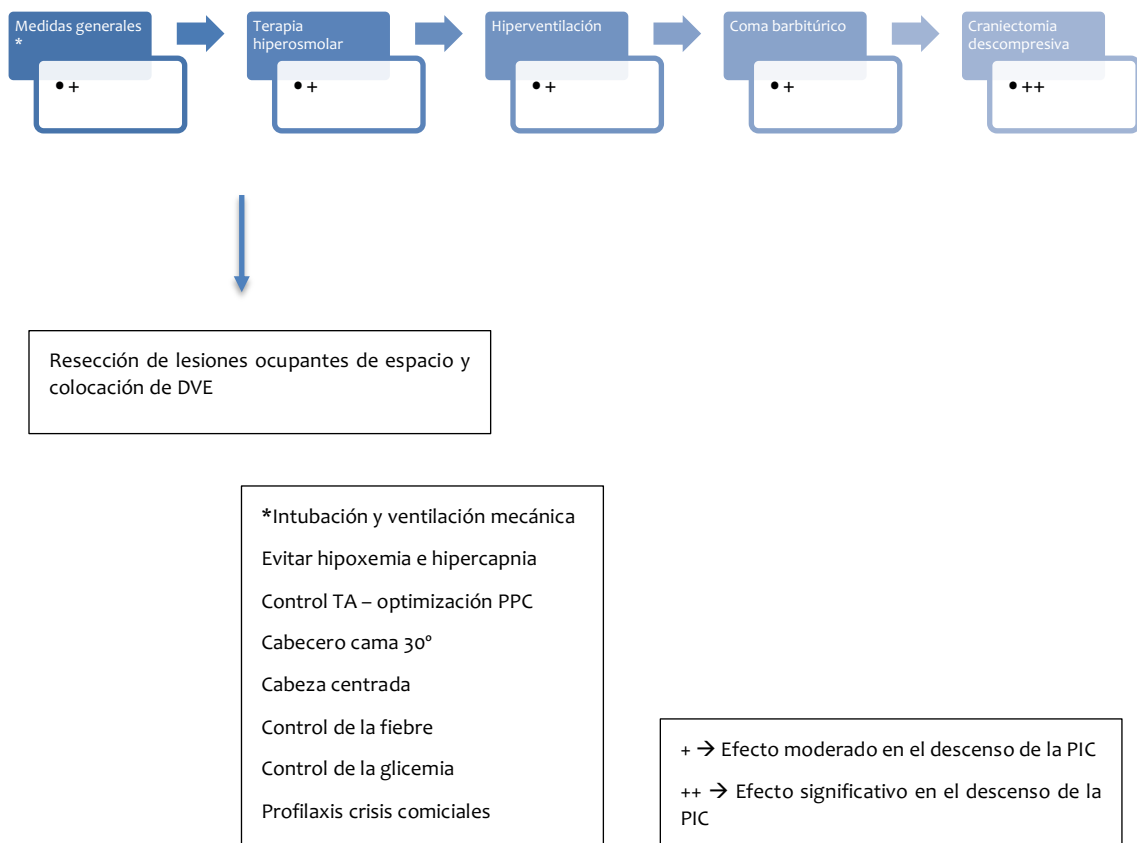 Medidas generales
*
• +
Terapia
hiperosmolar
• +
Hiperventilación
• +
Coma barbitúrico
• +
Craniectomia
descompresiva
• ++
Resección de lesiones ocupantes de espacio y
colocación de DVE
*Intubación y ventilación mecánica
Evitar hipoxemia e hipercapnia
Control TA – optimización PPC
Cabecero cama 30º
Cabeza centrada
Control de la fiebre
Control de la glicemia
Profilaxis crisis comiciales
+ → Efecto moderado en el descenso de la PIC
++ → Efecto significativo en el descenso de la
PIC